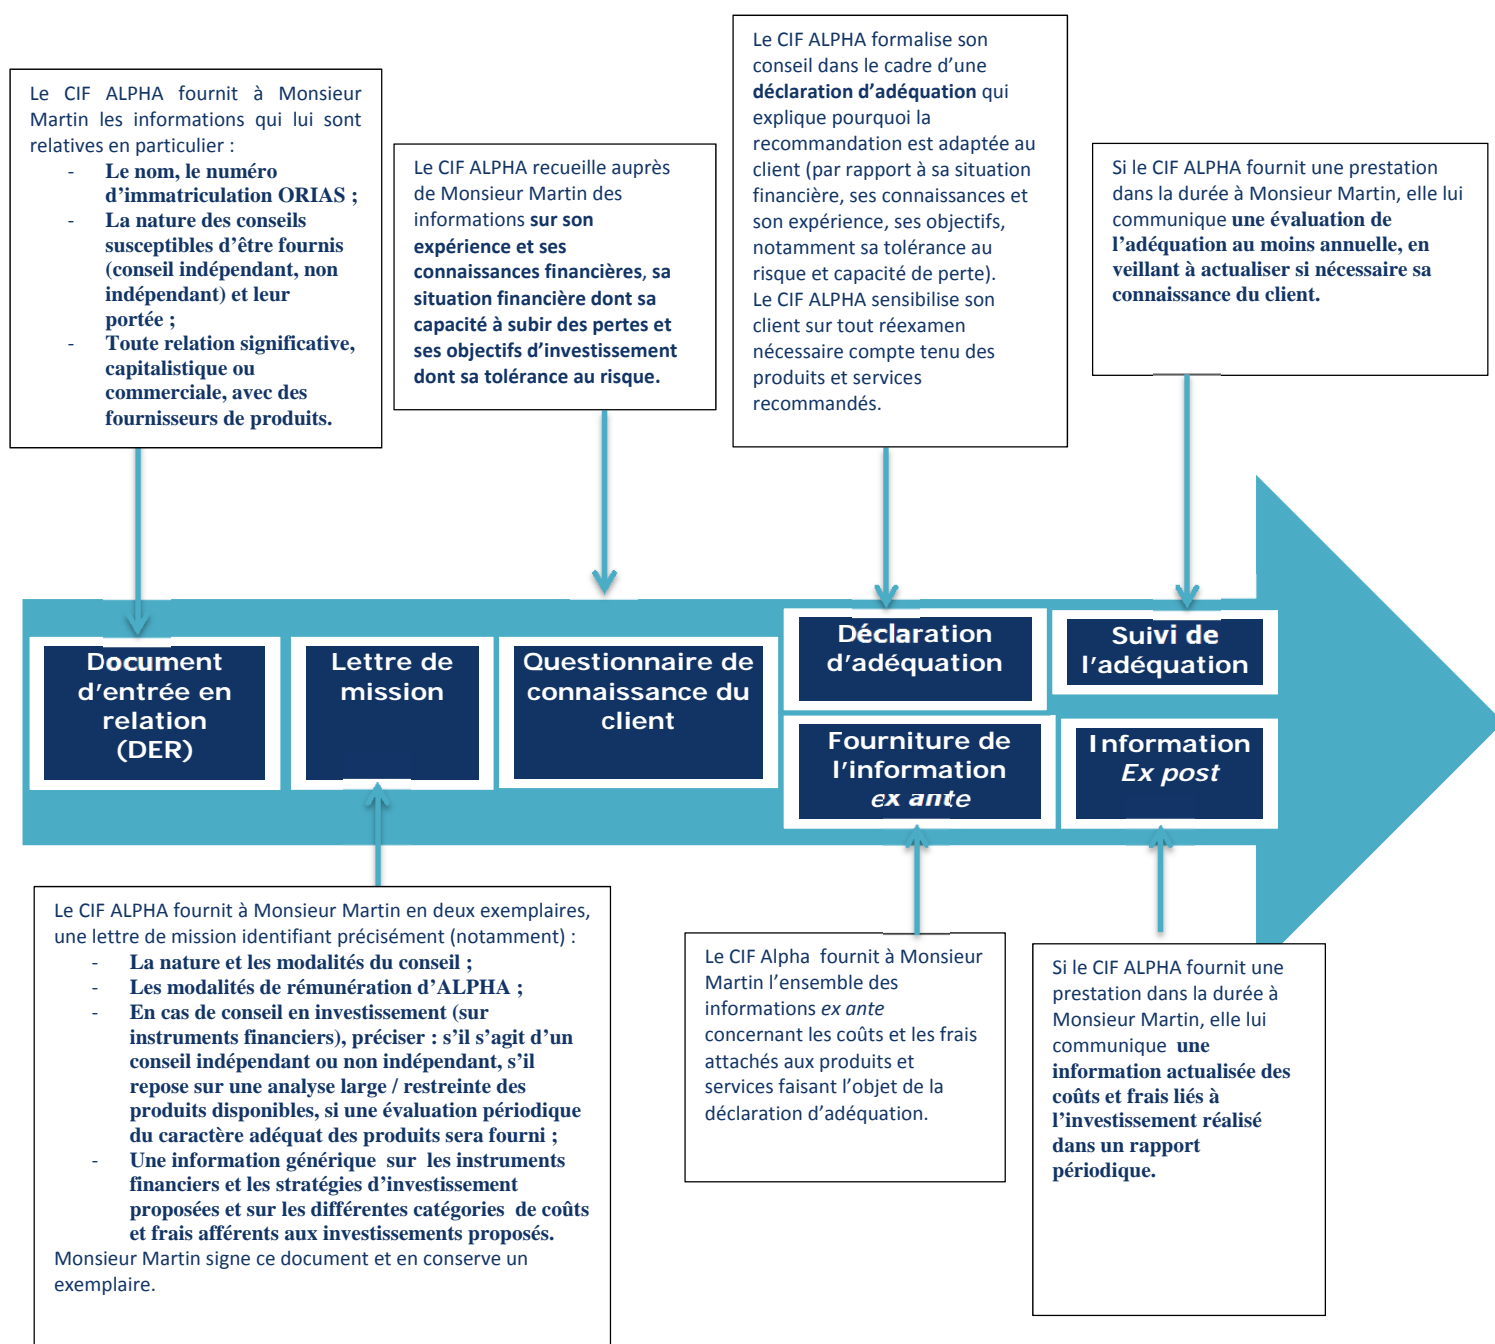 Le CIF ALPHA fournit à Monsieur
Martin les informations qui lui sont
relatives en particulier :
- Le nom, le numéro
d’immatriculation ORIAS ;
- La nature des conseils
susceptibles d’être fournis
(conseil indépendant, non
indépendant) et leur
portée ;
- Toute relation significative,
capitalistique ou
commerciale, avec des
fournisseurs de produits.
Le CIF ALPHA recueille auprès
de Monsieur Martin des
informations sur son
expérience et ses
connaissances financières, sa
situation financière dont sa
capacité à subir des pertes et
ses objectifs d’investissement
dont sa tolérance au risque.
Le CIF ALPHA formalise son
conseil dans le cadre d’une
déclaration d’adéquation qui
explique pourquoi la
recommandation est adaptée au
client (par rapport à sa situation
financière, ses connaissances et
son expérience, ses objectifs,
notamment sa tolérance au
risque et capacité de perte).
Le CIF ALPHA sensibilise son
client sur tout réexamen
nécessaire compte tenu des
produits et services
recommandés.
Si le CIF ALPHA fournit une prestation
dans la durée à Monsieur Martin, elle lui
communique une évaluation de
l’adéquation au moins annuelle, en
veillant à actualiser si nécessaire sa
connaissance du client.
Document
d’entrée en
relation
(DER)
Lettre de
mission
Questionnaire de
connaissance du
client
Déclaration
d’adéquation
Suivi de
l’adéquation
Fourniture de
l’information
ex ante
Information
Ex post
Le CIF ALPHA fournit à Monsieur Martin en deux exemplaires,
une lettre de mission identifiant précisément (notamment) :
- La nature et les modalités du conseil ;
- Les modalités de rémunération d’ALPHA ;
- En cas de conseil en investissement (sur
instruments financiers), préciser : s’il s’agit d’un
conseil indépendant ou non indépendant, s’il
repose sur une analyse large / restreinte des
produits disponibles, si une évaluation périodique
du caractère adéquat des produits sera fourni ;
- Une information générique sur les instruments
financiers et les stratégies d’investissement
proposées et sur les différentes catégories de coûts
et frais afférents aux investissements proposés.
Monsieur Martin signe ce document et en conserve un
exemplaire.
Le CIF Alpha fournit à Monsieur
Martin l’ensemble des
informations ex ante
concernant les coûts et les frais
attachés aux produits et
services faisant l’objet de la
déclaration d’adéquation.
Si le CIF ALPHA fournit une
prestation dans la durée à
Monsieur Martin, elle lui
communique une
information actualisée des
coûts et frais liés à
l’investissement réalisé
dans un rapport
périodique.